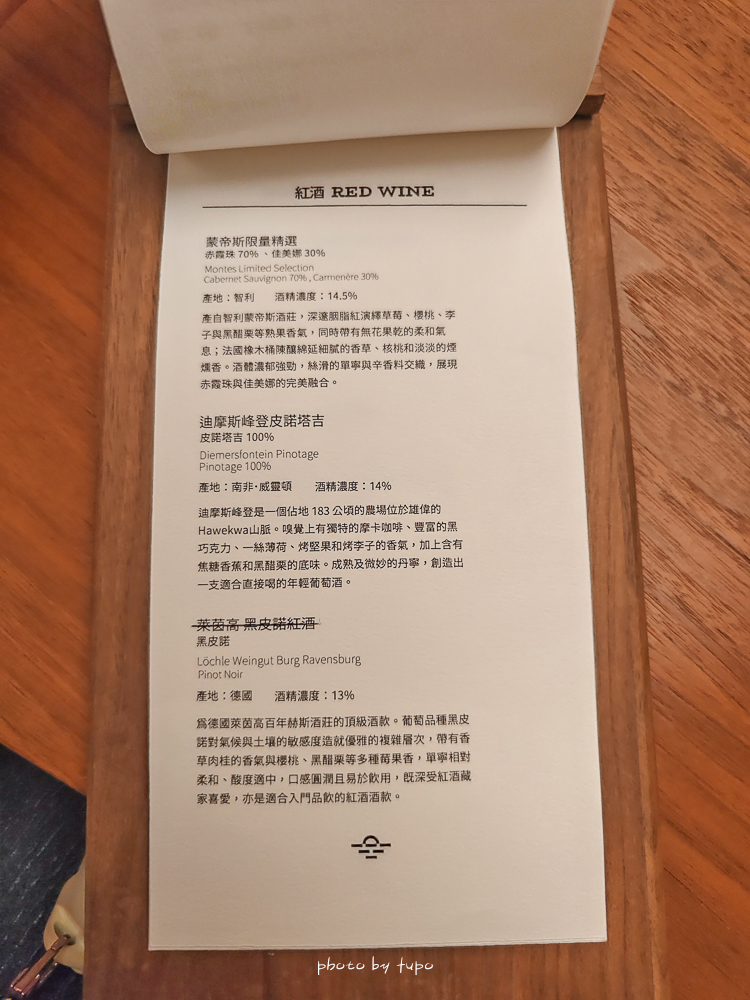 紅酒 RED WINE
蒙帝斯限量精選
赤霞珠 70% 、佳美娜 30%
Montes Limited Selection
Cabernet Sauvignon 70% , Carmenère 30%
產地：智利 酒精濃度：14.5%
產自智利蒙帝斯酒莊，深邃胭脂紅演繹草莓、櫻桃、李
子與黑醋栗等熟果香氣，同時帶有無花果乾的柔和氣
息；法國橡木桶陳釀綿延細膩的香草、核桃和淡淡的煙
燻香。酒體濃郁強勁，絲滑的單寧與辛香料交織，展現
赤霞珠與佳美娜的完美融合。
迪摩斯峰登皮諾塔吉
皮諾塔吉 100%
Diemersfontein Pinotage
Pinotage 100%
產地：南非·威靈頓 酒精濃度：14%
迪摩斯峰登是一個佔地 183 公頃的農場位於雄偉的
Hawekwa山脈。嗅覺上有獨特的摩卡咖啡、豐富的黑
巧克力、一絲薄荷、烤堅果和烤李子的香氣，加上含有
焦糖香蕉和黑醋栗的底味。成熟及微妙的丹寧，創造出
一支適合直接喝的年輕葡萄酒。
萊茵高 黑皮諾紅酒
黑皮諾
Löchle Weingut Burg Ravensburg
Pinot Noir
產地：德國 酒精濃度：13%
為德國萊茵高百年赫斯酒莊的頂級酒款。葡萄品種黑皮
諾對氣候與土壤的敏感度造就優雅的複雜層次，帶有香
草肉桂的香氣與櫻桃、黑醋栗等多種莓果香，單寧相對
柔和、酸度適中，口感圓潤且易於飲用，既深受紅酒藏
家喜愛，亦是適合入門品飲的紅酒酒款。
photo by tupo